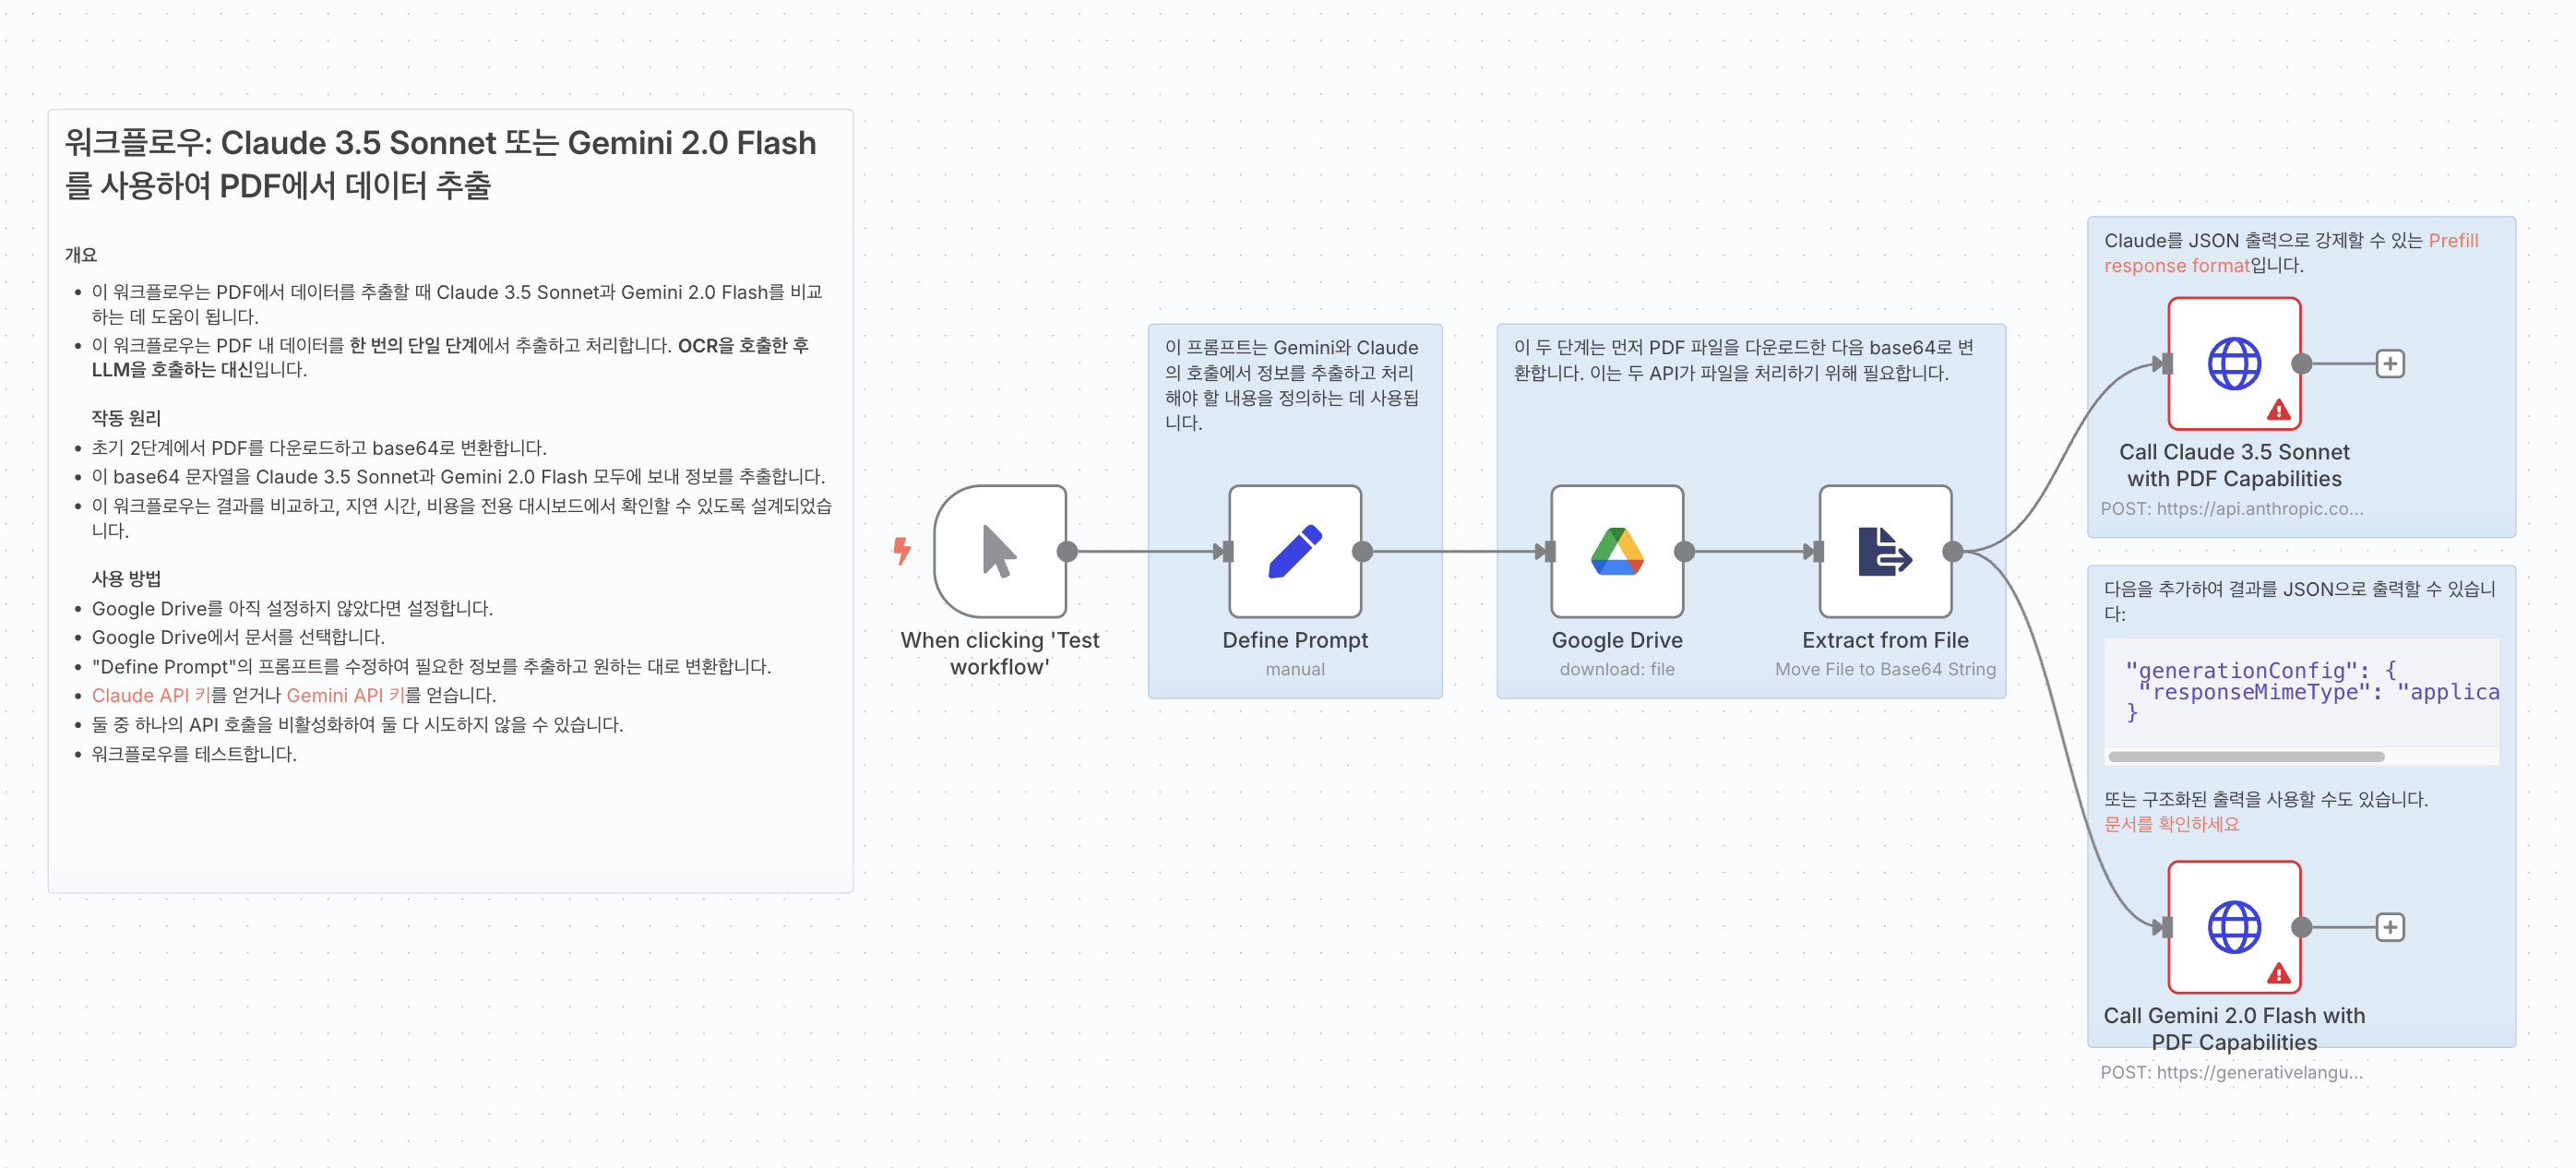 워크플로우: Claude 3.5 Sonnet 또는 Gemini 2.0 Flash
를 사용하여 PDF에서 데이터 추출
개요
• 이 워크플로우는 PDF에서 데이터를 추출할 때 Claude 3.5 Sonnet과 Gemini 2.0 Flash를 비교
하는 데 도움이 됩니다.
• 이 워크플로우는 PDF 내 데이터를 한 번의 단일 단계에서 추출하고 처리합니다. OCR을 호출한 후
LLM을 호출하는 대신입니다.
작동 원리
• 초기 2단계에서 PDF를 다운로드하고 base64로 변환합니다.
• 이 base64 문자열을 Claude 3.5 Sonnet과 Gemini 2.0 Flash 모두에 보내 정보를 추출합니다.
• 이 워크플로우는 결과를 비교하고, 지연 시간, 비용을 전용 대시보드에서 확인할 수 있도록 설계되었습
니다.
사용 방법
• Google Drive를 아직 설정하지 않았다면 설정합니다.
• Google Drive에서 문서를 선택합니다.
• "Define Prompt"의 프롬프트를 수정하여 필요한 정보를 추출하고 원하는 대로 변환합니다.
• Claude API 키를 얻거나 Gemini API 키를 얻습니다.
• 둘 중 하나의 API 호출을 비활성화하여 둘 다 시도하지 않을 수 있습니다.
• 워크플로우를 테스트합니다.
When clicking 'Test
workflow'
이 프롬프트는 Gemini와 Claude
의 호출에서 정보를 추출하고 처리
해야 할 내용을 정의하는 데 사용됩
니다.
Define Prompt
manual
이 두 단계는 먼저 PDF 파일을 다운로드한 다음 base64로 변
환합니다. 이는 두 API가 파일을 처리하기 위해 필요합니다.
Google Drive
download: file
Extract from File
Move File to Base64 String
Claude를 JSON 출력으로 강제할 수 있는 Prefill
response format입니다.
Call Claude 3.5 Sonnet
with PDF Capabilities
POST: https://api.anthropic.co...
다음을 추가하여 결과를 JSON으로 출력할 수 있습니
다:
"generationConfig": {
"responseMimeType": "applica
}
또는 구조화된 출력을 사용할 수도 있습니다.
문서를 확인하세요
Call Gemini 2.0 Flash with
PDF Capabilities
POST: https://generativelangu...